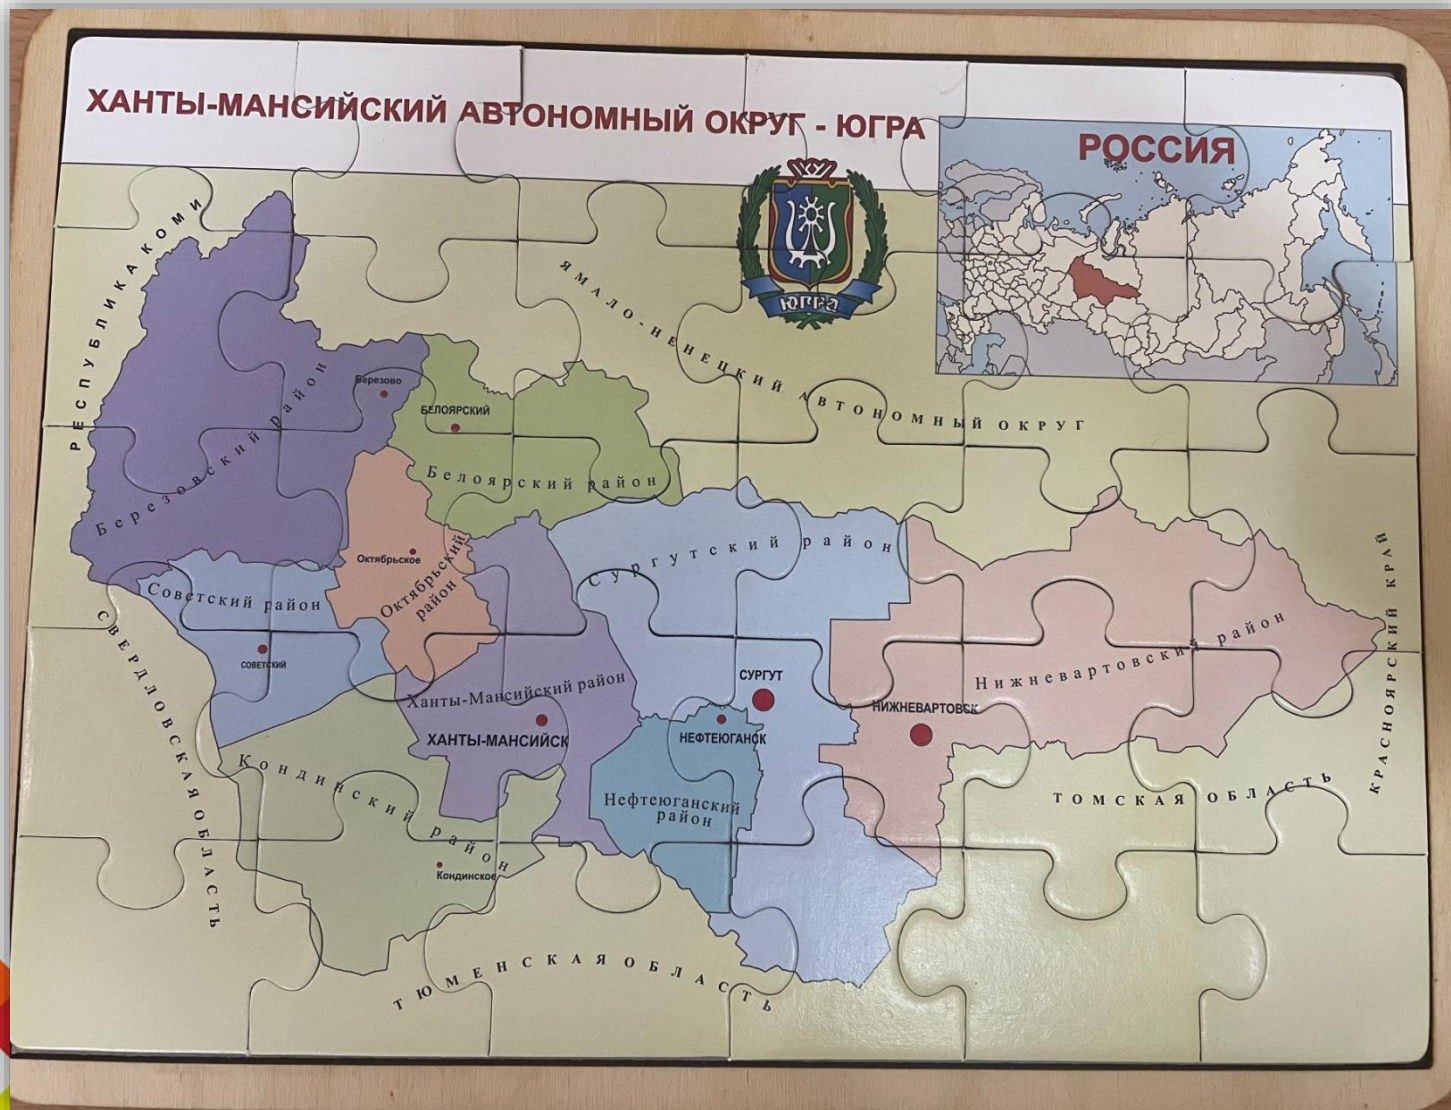 ХАНТЫ-МАНСИЙСКИЙ АВТОНОМНЫЙ ОКРУГ - ЮГРА
РОССИЯ
ЮГРА
РЕСПУБЛИКА КОМИ
ЯМАЛО-НЕНЕЦКИЙ АВТОНОМНЫЙ ОКРУГ
Березово
БЕЛОЯРСКИЙ
Березовский район
Белоярский район
Октябрьское
Октябрьский
район
Сургутский район
Советский район
СОВЕТСКИЙ
СВЕРДЛОВСКАЯ ОБЛАСТЬ
Ханты-Мансийский район
ХАНТЫ-МАНСИЙСК
СУРГУТ
НЕФТЕЮГАНСК
НИЖНЕВАРТОВСК
Нижневартовский район
КРАСНОЯРСКИЙ КРАЙ
Кондинский район
Кондинское
Нефтеюганский
район
ТОМСКАЯ ОБЛАСТЬ
ТЮМЕНСКАЯ ОБЛАСТЬ